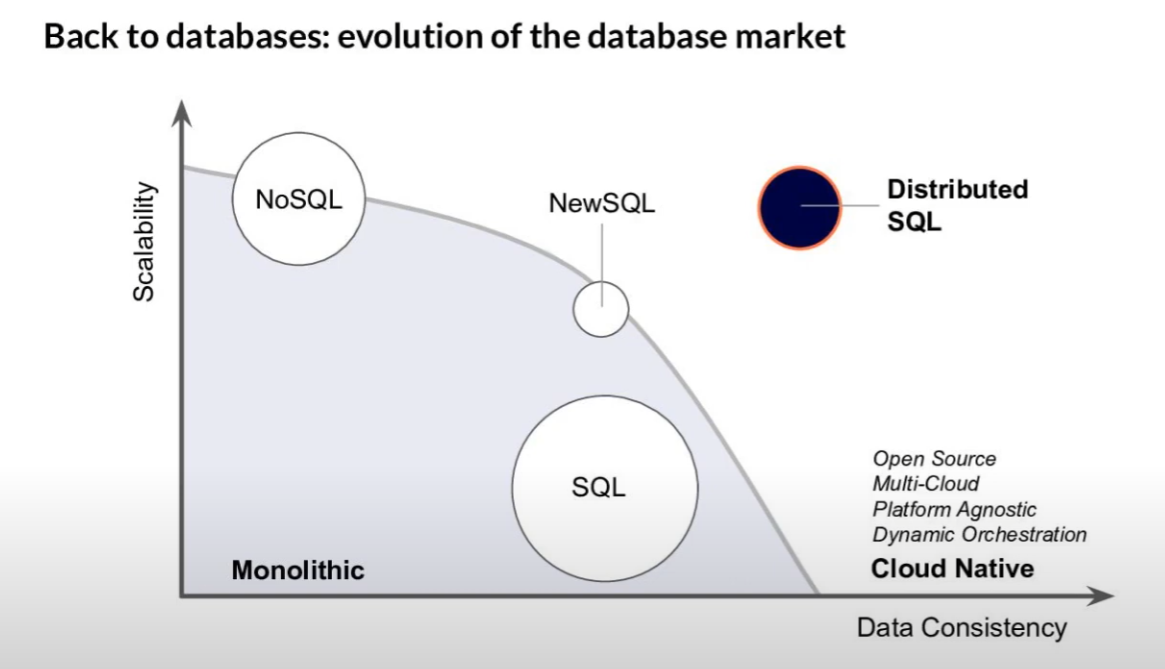 Back to databases: evolution of the database market
Scalability
NoSQL
NewSQL
Distributed
SQL
SQL
Open Source
Multi-Cloud
Platform Agnostic
Dynamic Orchestration
Monolithic
Cloud Native
Data Consistency